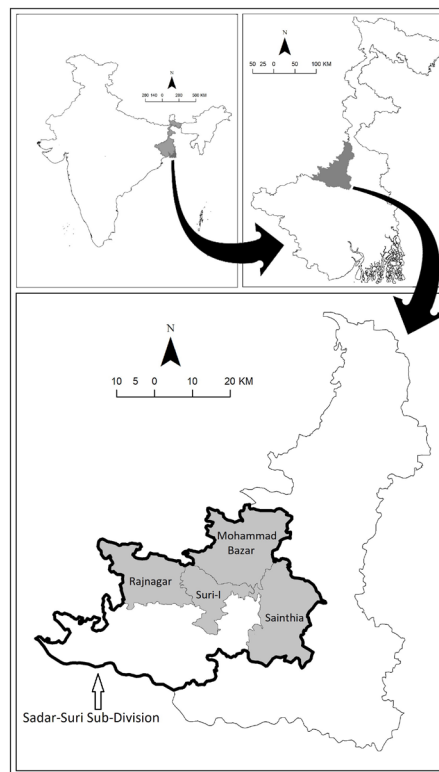 N
280 140 0 280 560 KM
N
50 25 0 50 100 KM
N
10 5 0 10 20 KM
Mohammad
Bazar
Rajnagar
Suri-I
Sainthia
Sadar-Suri Sub-Division